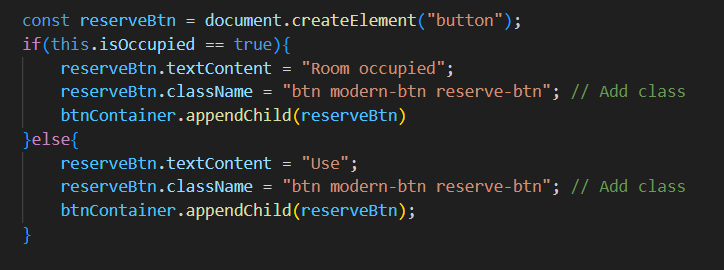 const reserveBtn = document.createElement("button");
if(this.isOccupied == true){
    reserveBtn.textContent = "Room occupied";
    reserveBtn.className = "btn modern-btn reserve-btn"; // Add class
    btnContainer.appendChild(reserveBtn)
}else{
    reserveBtn.textContent = "Use";
    reserveBtn.className = "btn modern-btn reserve-btn"; // Add class
    btnContainer.appendChild(reserveBtn);
}